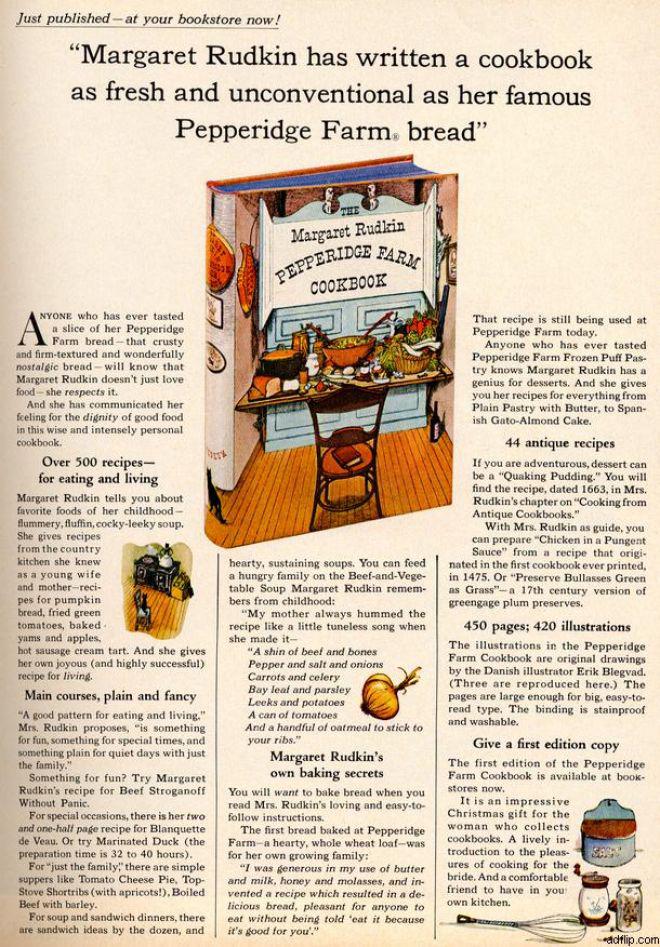 Just published — at your bookstore now!
“Margaret Rudkin has written a cookbook
as fresh and unconventional as her famous
Pepperidge Farm® bread”
THE
Margaret Rudkin
PEPPERIDGE FARM
COOKBOOK
ANYONE who has ever tasted
a slice of her Pepperidge
Farm bread — that crusty
and firm-textured and wonderfully
nostalgic bread — will know that
Margaret Rudkin doesn't just love
food — she respects it.
And she has communicated her
feeling for the dignity of good food
in this wise and intensely personal
cookbook.
Over 500 recipes—
for eating and living
Margaret Rudkin tells you about
favorite foods of her childhood —
flummery, fluffin, cocky-leeky soup.
She gives recipes
from the country
kitchen she knew
as a young wife
and mother—reci-
pes for pumpkin
bread, fried green
tomatoes, baked
yams and apples,
hot sausage cream tart. And she gives
her own joyous (and highly successful)
recipe for living.
Main courses, plain and fancy
“A good pattern for eating and living,”
Mrs. Rudkin proposes, “is something
for fun, something for special times, and
something plain for quiet days with just
the family.”
Something for fun? Try Margaret
Rudkin's recipe for Beef Stroganoff
Without Panic.
For special occasions, there is her two
and one-half page recipe for Blanquette
de Veau. Or try Marinated Duck (the
preparation time is 32 to 40 hours).
For “just the family,” there are simple
suppers like Tomato Cheese Pie, Top-
Stove Shortribs (with apricots!), Boiled
Beef with barley.
For soup and sandwich dinners, there
are sandwich ideas by the dozen, and
hearty, sustaining soups. You can feed
a hungry family on the Beef-and-Vege-
table Soup Margaret Rudkin remem-
bers from childhood:
“My mother always hummed the
recipe like a little tuneless song when
she made it—
“A shin of beef and bones
Pepper and salt and onions
Carrots and celery
Bay leaf and parsley
Leeks and potatoes
A can of tomatoes
And a handful of oatmeal to stick to
your ribs.”
Margaret Rudkin's
own baking secrets
You will want to bake bread when you
read Mrs. Rudkin's loving and easy-to-
follow instructions.
The first bread baked at Pepperidge
Farm—a hearty, whole wheat loaf—was
for her own growing family:
“I was generous in my use of butter
and milk, honey and molasses, and in-
vented a recipe which resulted in a de-
licious bread, pleasant for anyone to
eat without being told ‘eat it because
it's good for you’.”
That recipe is still being used at
Pepperidge Farm today.
Anyone who has ever tasted
Pepperidge Farm Frozen Puff Pas-
try knows Margaret Rudkin has a
genius for desserts. And she gives
you her recipes for everything from
Plain Pastry with Butter, to Span-
ish Gato-Almond Cake.
44 antique recipes
If you are adventurous, dessert can
be a “Quaking Pudding.” You will
find the recipe, dated 1663, in Mrs.
Rudkin's chapter on “Cooking from
Antique Cookbooks.”
With Mrs. Rudkin as guide, you
can prepare “Chicken in a Pungent
Sauce” from a recipe that origi-
nated in the first cookbook ever printed,
in 1475. Or “Preserve Bullasses Green
as Grass”—a 17th century version of
greengage plum preserves.
450 pages; 420 illustrations
The illustrations in the Pepperidge
Farm Cookbook are original drawings
by the Danish illustrator Erik Blegvad.
(Three are reproduced here.) The
pages are large enough for big, easy-to-
read type. The binding is stainproof
and washable.
Give a first edition copy
The first edition of the Pepperidge
Farm Cookbook is available at book-
stores now.
It is an impressive
Christmas gift for the
woman who collects
cookbooks. A lively in-
troduction to the pleas-
ures of cooking for the
bride. And a comfortable
friend to have in your
own kitchen.
adflip.com